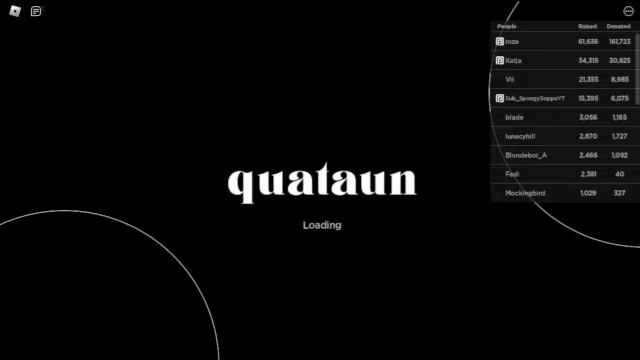 People Raised Donated
roze 61,636 161,723
Katja 34,315 30,825
Vii 21,355 8,985
Sub_SpongySoppaYT 15,395 6,075
blade 3,056 1,165
lunacyhill 2,870 1,727
Blondeboi_A 2,466 1,092
Fadi 2,381 40
Mockingbird 1,029 327
quataun
Loading